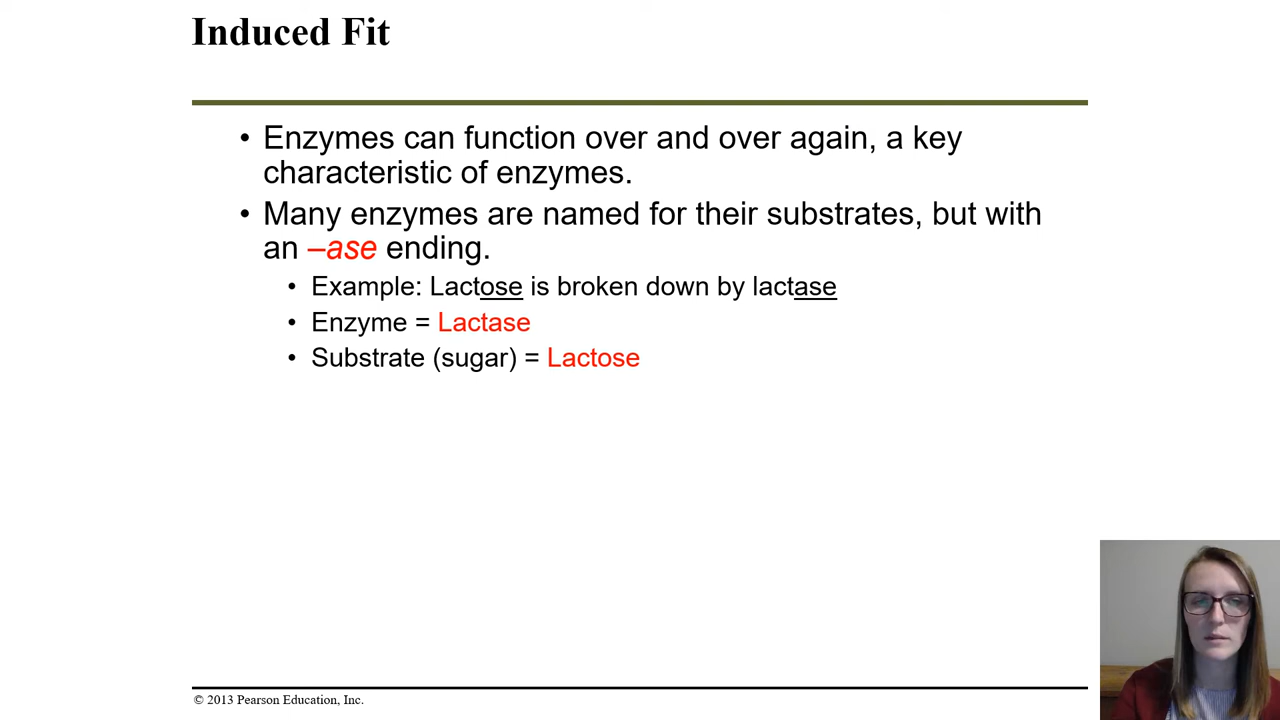 Induced Fit
• Enzymes can function over and over again, a key
characteristic of enzymes.
• Many enzymes are named for their substrates, but with
an –ase ending.
• Example: Lactose is broken down by lactase
• Enzyme = Lactase
• Substrate (sugar) = Lactose
© 2013 Pearson Education, Inc.